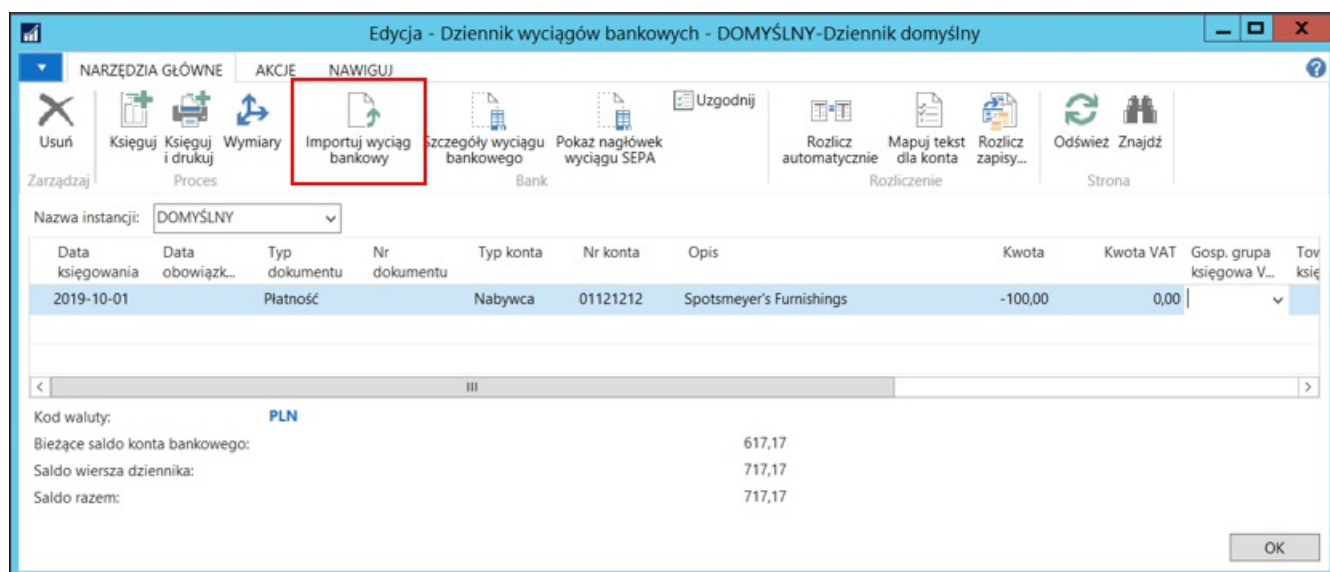 Edycja - Dziennik wyciągów bankowych - DOMYŚLNY-Dziennik domyślny
NARZĘDZIA GŁÓWNE AKCJE NAWIGUJ
Usuń
Księguj
Księguj i drukuj
Wymiary
Importuj wyciąg bankowy
Szczegóły wyciągu bankowego
Pokaż nagłówek wyciągu SEPA
Uzgodnij
Rozlicz automatycznie
Mapuj tekst dla konta
Rozlicz zapisy...
Odśwież
Znajdź
Zarządzaj Proces Bank Rozliczenie Strona
Nazwa instancji: DOMYŚLNY
Data księgowania
Data obowiązk...
Typ dokumentu
Nr dokumentu
Typ konta
Nr konta
Opis
Kwota
Kwota VAT
Gosp. grupa księgowa V...
Tow księg
2019-10-01 Płatność Nabywca 01121212 Spotsmeyer's Furnishings -100,00 0,00
Kod waluty: PLN
Bieżące saldo konta bankowego: 617,17
Saldo wiersza dziennika: 717,17
Saldo razem: 717,17
OK